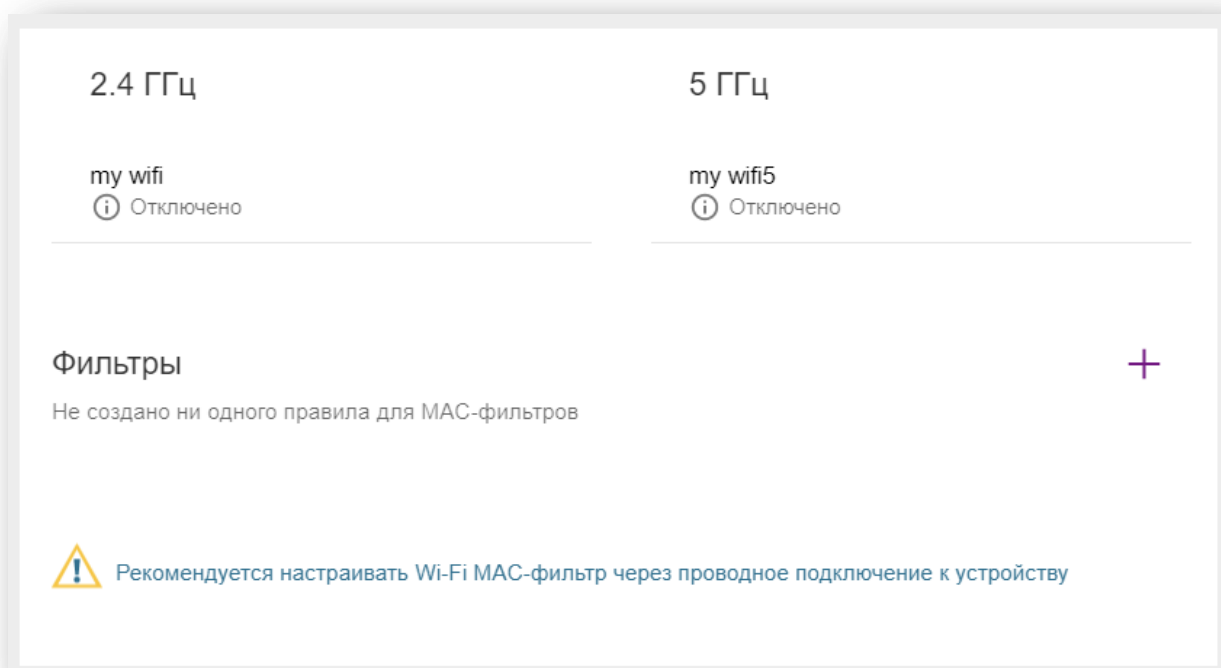 2.4 ГГц
5 ГГц
my wifi
my wifi5
Отключено
Отключено
Фильтры
Не создано ни одного правила для MAC-фильтров
Рекомендуется настраивать Wi-Fi MAC-фильтр через проводное подключение к устройству